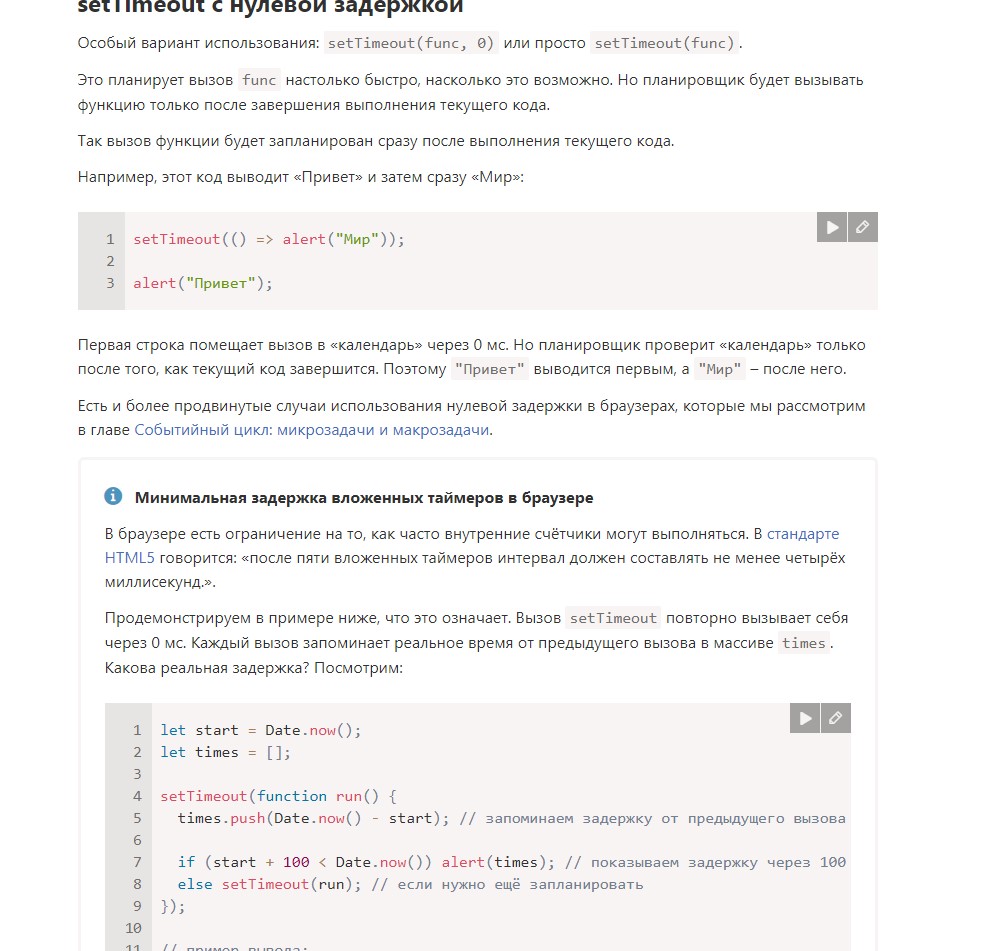 setTimeout с нулевой задержкой
Особый вариант использования: setTimeout(func, 0) или просто setTimeout(func).
Это планирует вызов func настолько быстро, насколько это возможно. Но планировщик будет вызывать
функцию только после завершения выполнения текущего кода.
Так вызов функции будет запланирован сразу после выполнения текущего кода.
Например, этот код выводит «Привет» и затем сразу «Мир»:
1 setTimeout(() => alert("Мир"));
2
3 alert("Привет");
Первая строка помещает вызов в «календарь» через 0 мс. Но планировщик проверит «календарь» только
после того, как текущий код завершится. Поэтому "Привет" выводится первым, а "Мир" – после него.
Есть и более продвинутые случаи использования нулевой задержки в браузерах, которые мы рассмотрим
в главе Событийный цикл: микрозадачи и макрозадачи.
Минимальная задержка вложенных таймеров в браузере
В браузере есть ограничение на то, как часто внутренние счётчики могут выполняться. В стандарте
HTML5 говорится: «после пяти вложенных таймеров интервал должен составлять не менее четырёх
миллисекунд.».
Продемонстрируем в примере ниже, что это означает. Вызов setTimeout повторно вызывает себя
через 0 мс. Каждый вызов запоминает реальное время от предыдущего вызова в массиве times.
Какова реальная задержка? Посмотрим:
1 let start = Date.now();
2 let times = [];
3
4 setTimeout(function run() {
5 times.push(Date.now() - start); // запоминаем задержку от предыдущего вызова
6
7 if (start + 100 < Date.now()) alert(times); // показываем задержку через 100
8 else setTimeout(run); // если нужно ещё запланировать
9 });
10
11 // пример вывода: